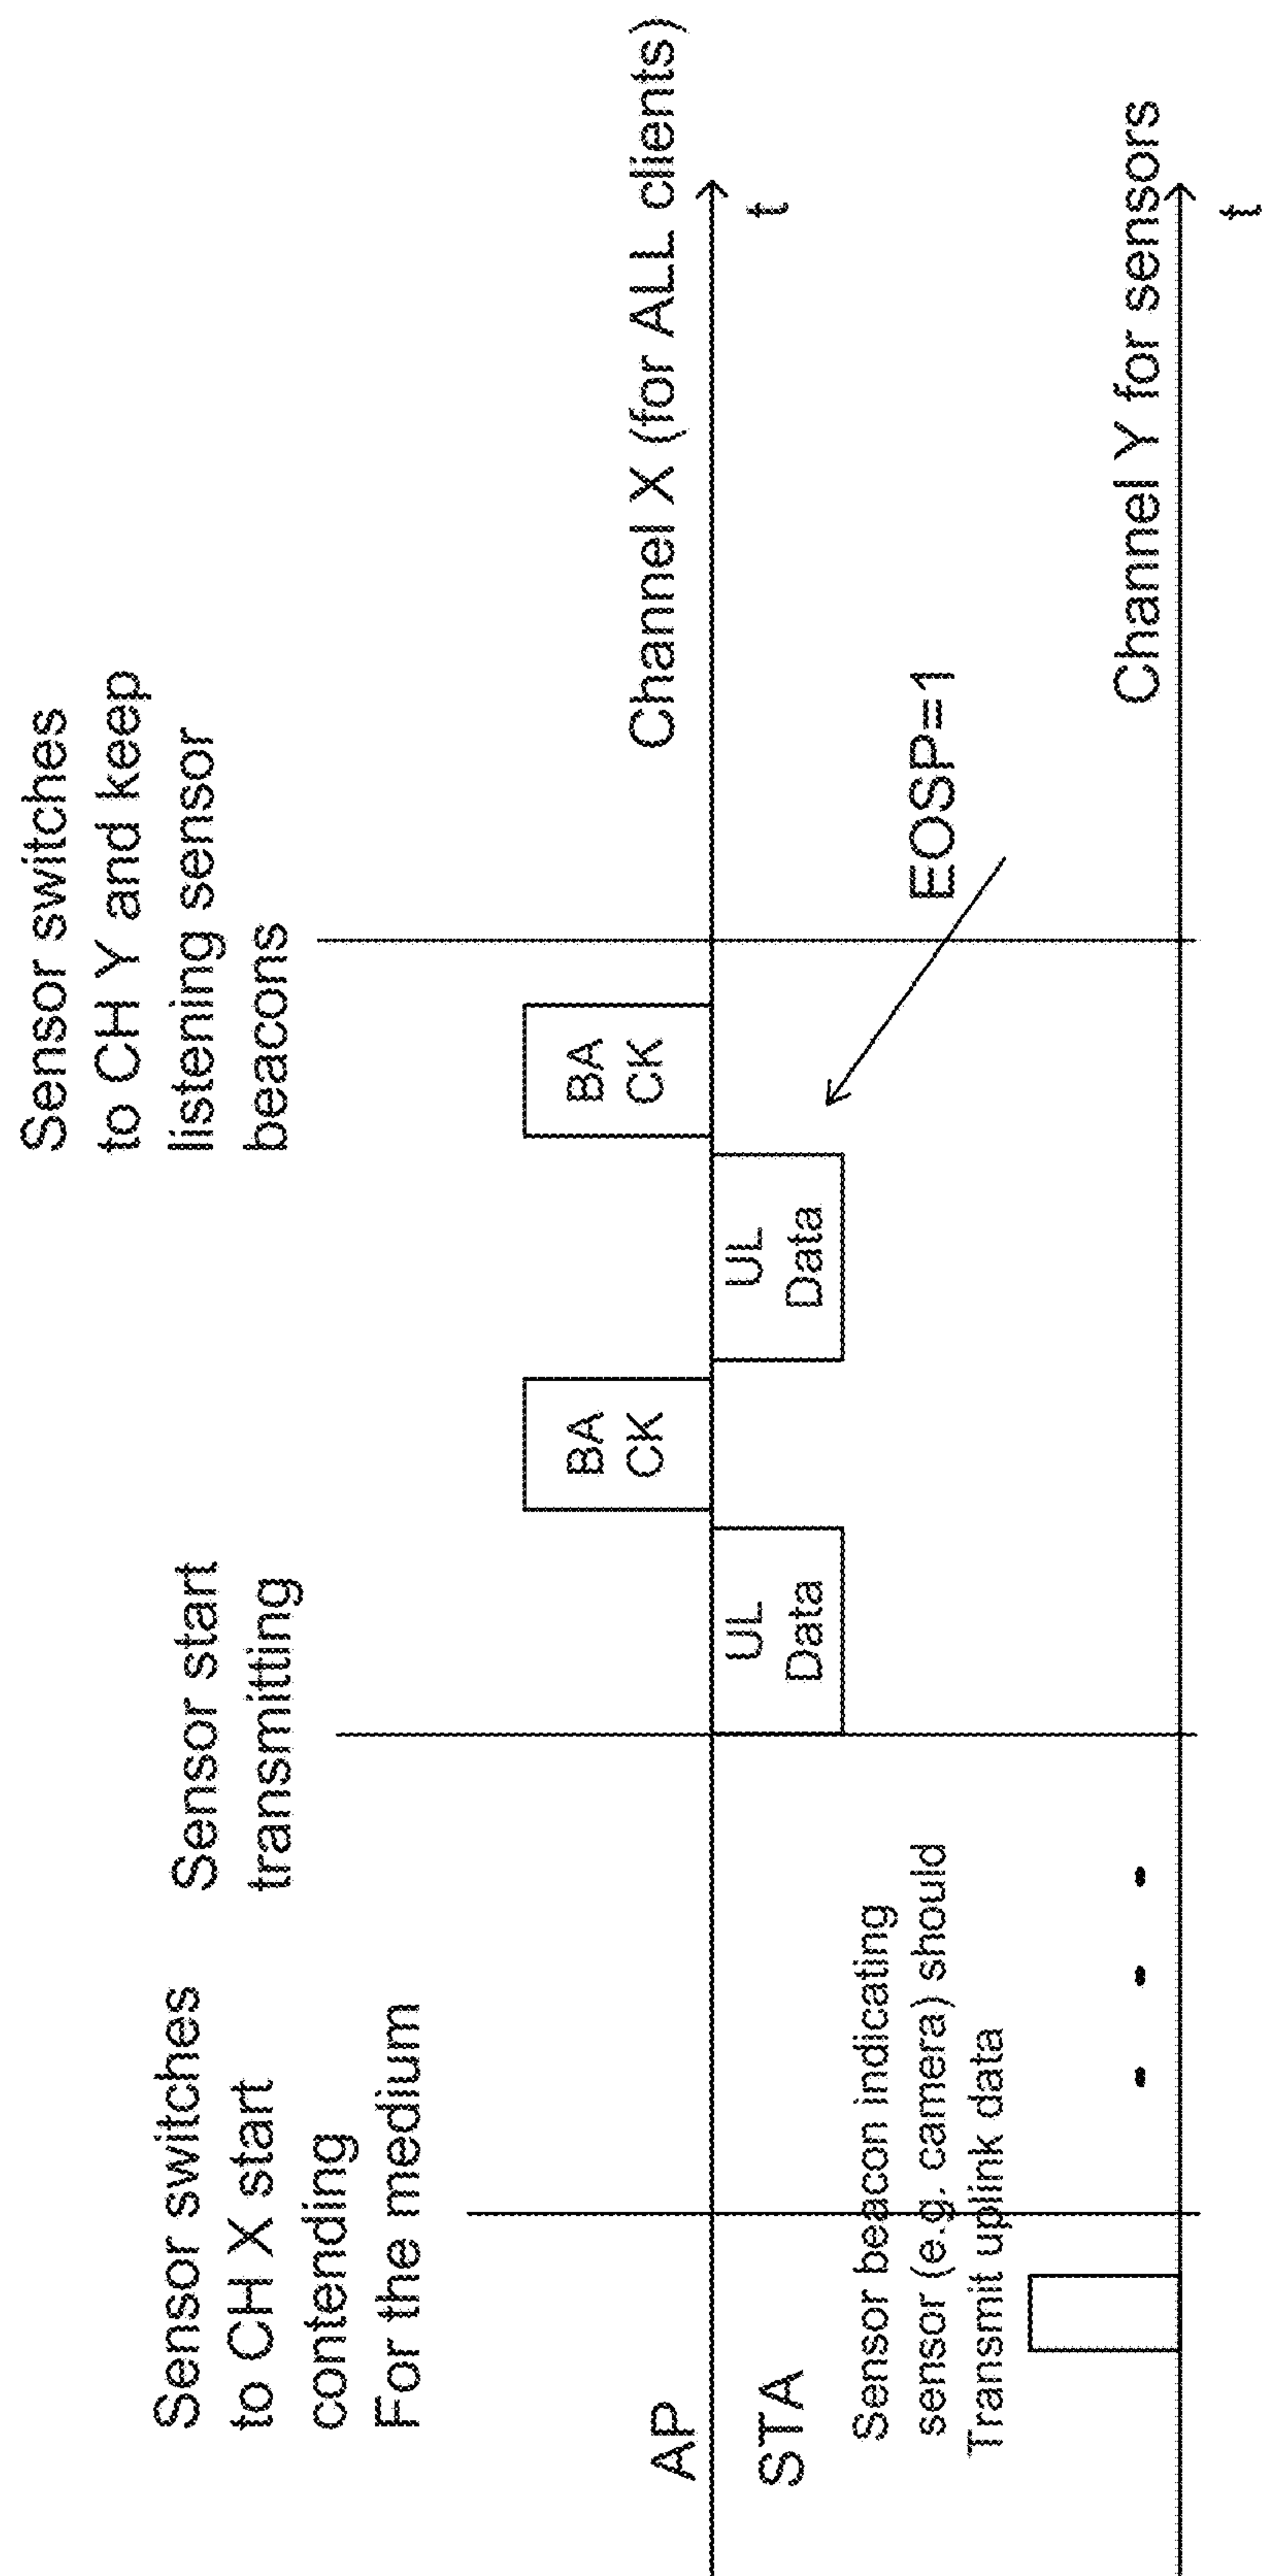 Sensor switches
to CH X start
contending
For the medium
Sensor start
transmitting
Sensor switches
to CH Y and keep
listening sensor
beacons
AP
STA
BA
CK
BA
CK
Channel X (for ALL clients)
t
UL
Data
UL
Data
EOSP=1
Sensor beacon indicating
sensor (e.g. camera) should
Transmit uplink data
Channel Y for sensors
t